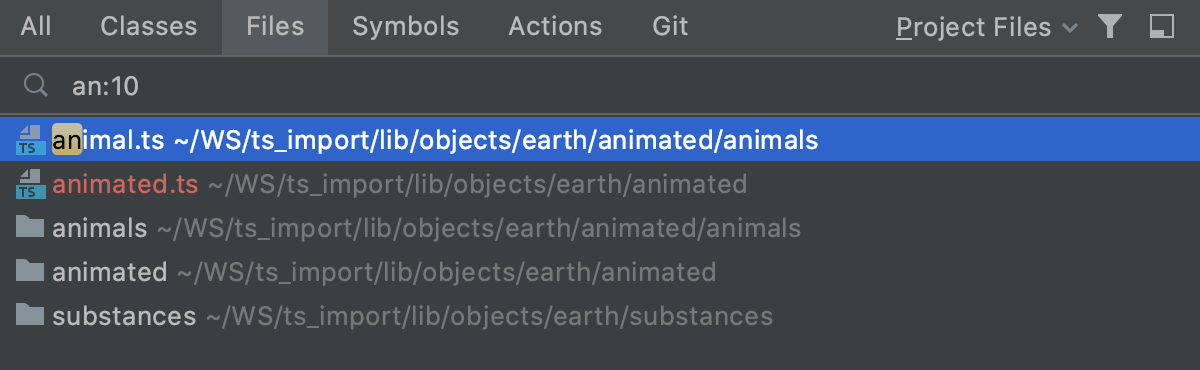 All Classes Files Symbols Actions Git Project Files
an:10
TS animal.ts ~/WS/ts_import/lib/objects/earth/animated/animals
TS animated.ts ~/WS/ts_import/lib/objects/earth/animated
animals ~/WS/ts_import/lib/objects/earth/animated/animals
animated ~/WS/ts_import/lib/objects/earth/animated
substances ~/WS/ts_import/lib/objects/earth/substances